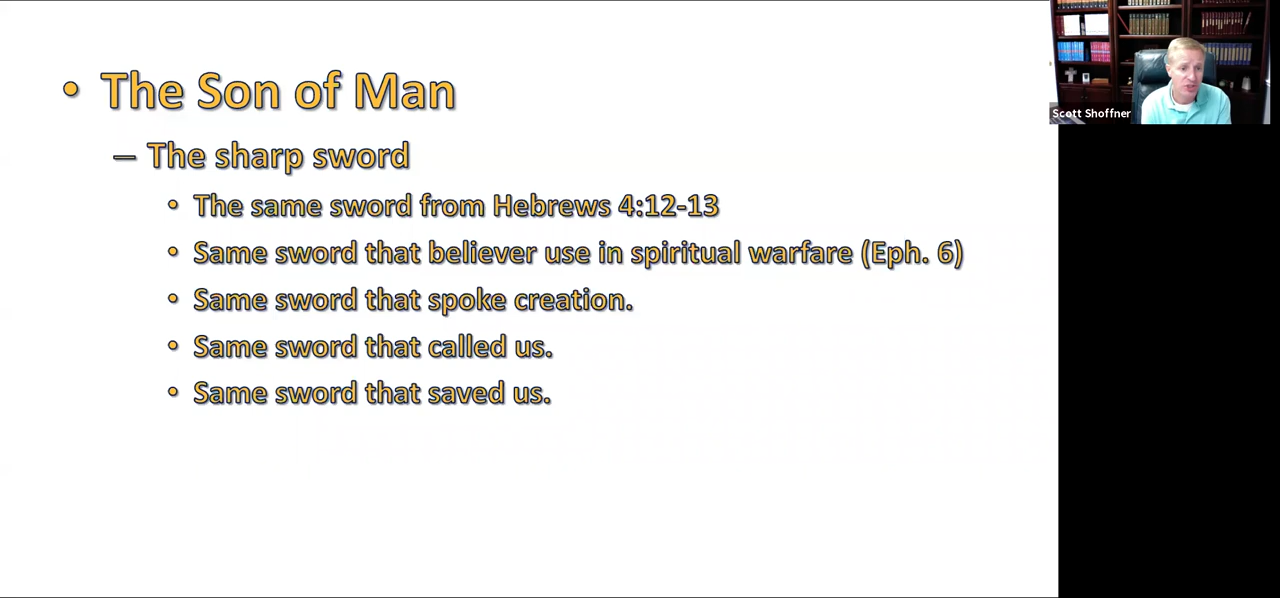 • The Son of Man
– The sharp sword
• The same sword from Hebrews 4:12-13
• Same sword that believer use in spiritual warfare (Eph. 6)
• Same sword that spoke creation.
• Same sword that called us.
• Same sword that saved us.
Scott Shoffner